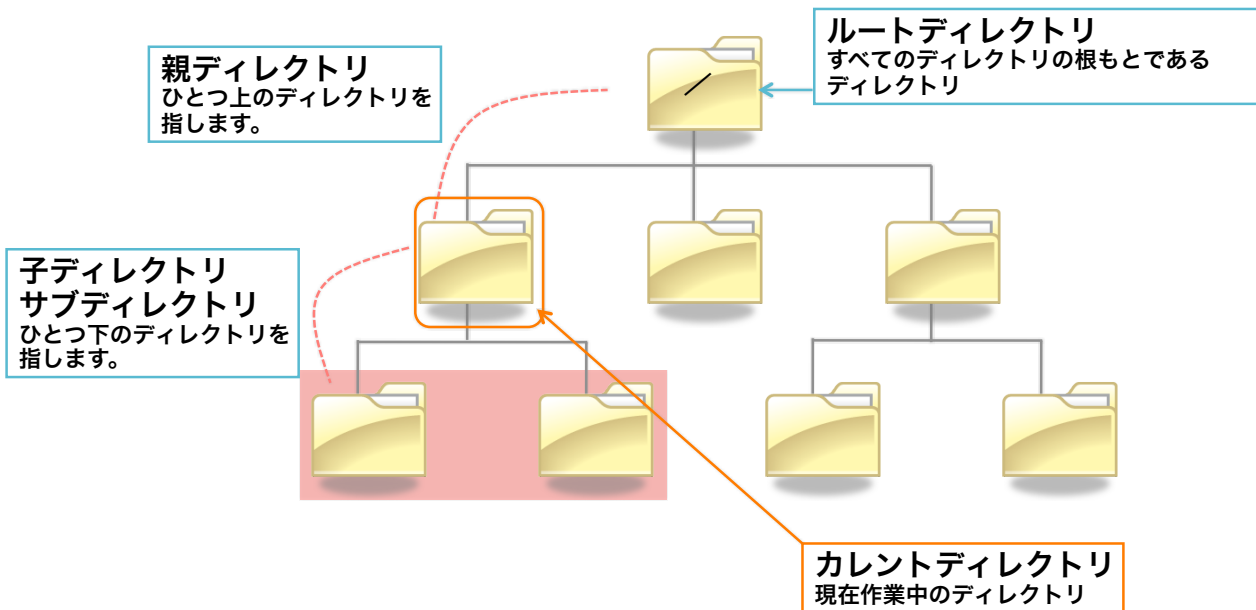 ルートディレクトリ
すべてのディレクトリの根もとである
ディレクトリ
親ディレクトリ
ひとつ上のディレクトリを
指します。
/
子ディレクトリ
サブディレクトリ
ひとつ下のディレクトリを
指します。
カレントディレクトリ
現在作業中のディレクトリ